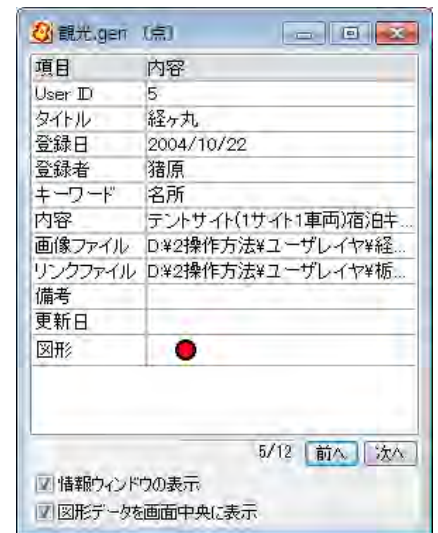 観光.gen (点)
項目 内容
User ID 5
タイトル 経ヶ丸
登録日 2004/10/22
登録者 猪原
キーワード 名所
内容 テントサイト(1サイト1車両)宿泊キ...
画像ファイル D:¥2操作方法¥ユーザレイヤ¥経...
リンクファイル D:¥2操作方法¥ユーザレイヤ¥栃...
備考
更新日
図形
5/12 前へ 次へ
情報ウィンドウの表示
図形データを画面中央に表示